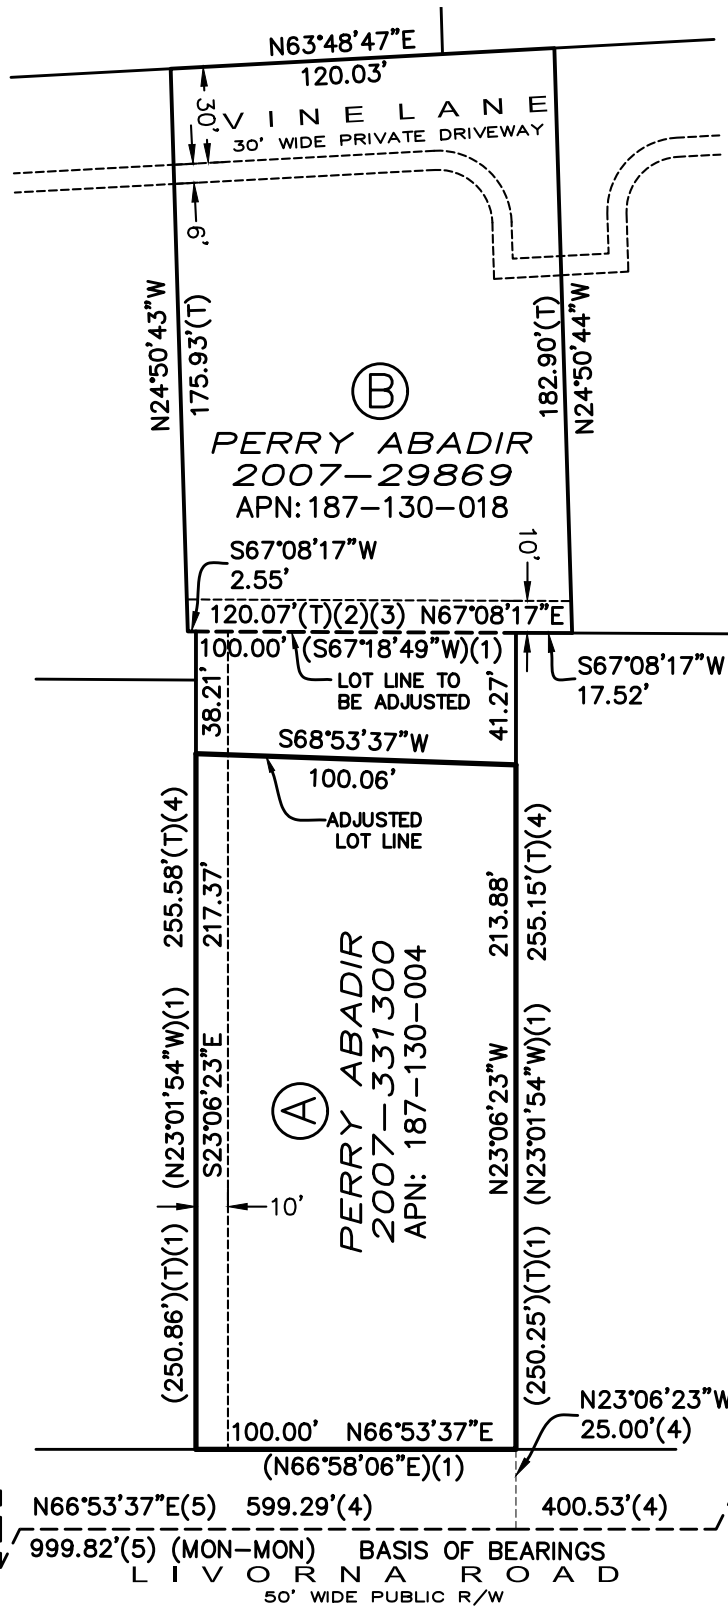 N63°48'47"E
120.03'
VINE LANE
30' WIDE PRIVATE DRIVEWAY
30'
6'
N24°50'43"W
175.93'(T)
182.90'(T)
N24°50'44"W
B
PERRY ABADIR
2007-29869
APN: 187-130-018
S67°08'17"W
2.55'
10'
120.07'(T)(2)(3) N67°08'17"E
100.00' (S67°18'49"W)(1)
S67°08'17"W
17.52'
LOT LINE TO
BE ADJUSTED
38.21'
41.27'
S68°53'37"W
100.06'
ADJUSTED
LOT LINE
(250.86')(T)(1) (N23°01'54"W)(1) 255.58'(T)(4)
S23°06'23"E 217.37'
A
PERRY ABADIR
2007-331300
APN: 187-130-004
N23°06'23"W 213.88'
(250.25')(T)(1) (N23°01'54"W)(1) 255.15'(T)(4)
10'
N23°06'23"W
25.00'(4)
100.00' N66°53'37"E
(N66°58'06"E)(1)
N66°53'37"E(5) 599.29'(4) 400.53'(4)
999.82'(5) (MON-MON) BASIS OF BEARINGS
LIVORNA ROAD
50' WIDE PUBLIC R/W